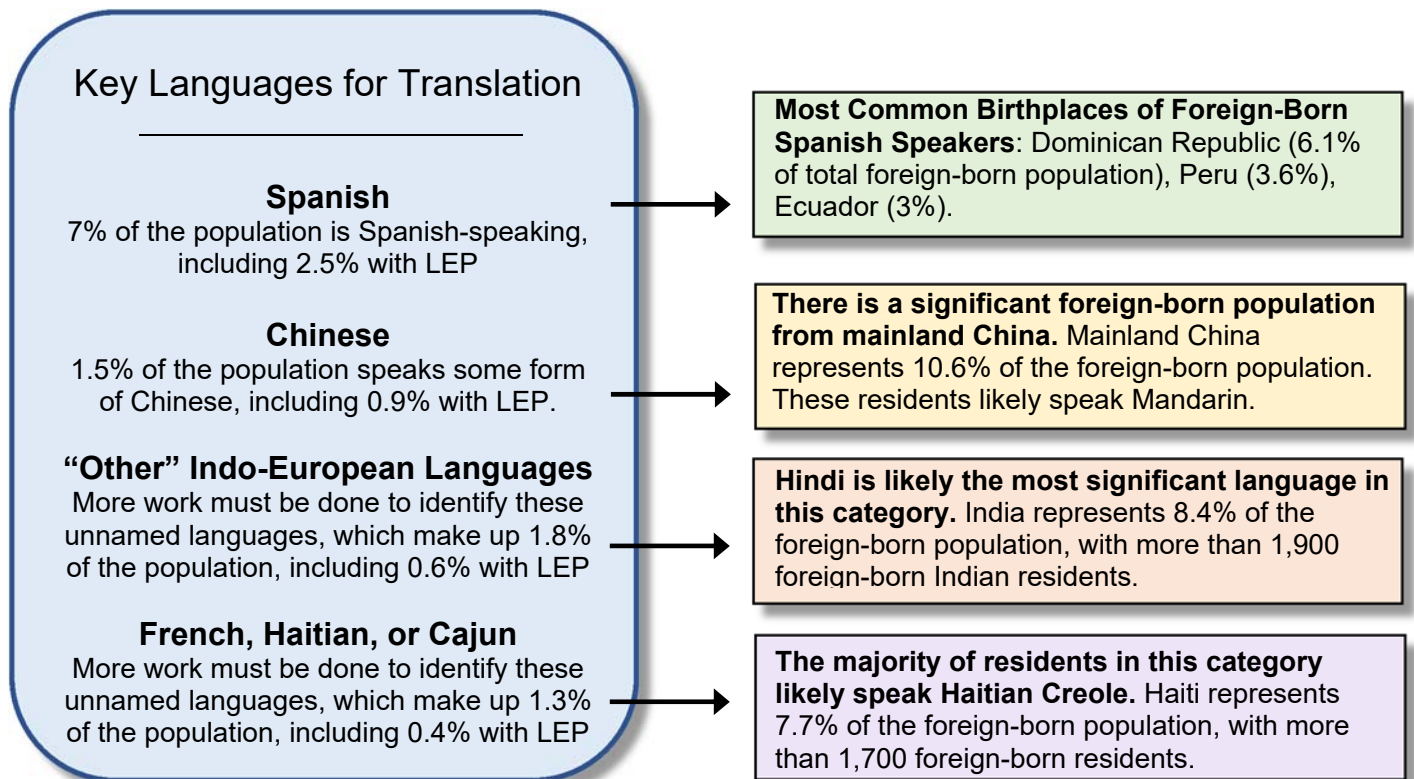 Key Languages for Translation
Spanish
7% of the population is Spanish-speaking,
including 2.5% with LEP
Chinese
1.5% of the population speaks some form
of Chinese, including 0.9% with LEP.
“Other” Indo-European Languages
More work must be done to identify these
unnamed languages, which make up 1.8%
of the population, including 0.6% with LEP
French, Haitian, or Cajun
More work must be done to identify these
unnamed languages, which make up 1.3%
of the population, including 0.4% with LEP
Most Common Birthplaces of Foreign-Born
Spanish Speakers: Dominican Republic (6.1%
of total foreign-born population), Peru (3.6%),
Ecuador (3%).
There is a significant foreign-born population
from mainland China. Mainland China
represents 10.6% of the foreign-born population.
These residents likely speak Mandarin.
Hindi is likely the most significant language in
this category. India represents 8.4% of the
foreign-born population, with more than 1,900
foreign-born Indian residents.
The majority of residents in this category
likely speak Haitian Creole. Haiti represents
7.7% of the foreign-born population, with more
than 1,700 foreign-born residents.